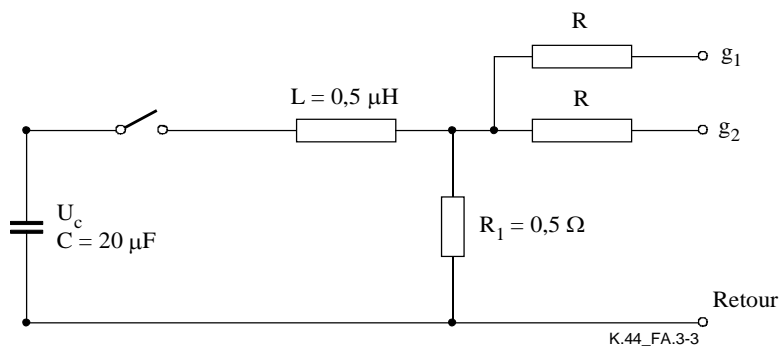 R
g1
L = 0,5 μH
R
g2
Uc
C = 20 μF
R1 = 0,5 Ω
Retour
K.44_FA.3-3